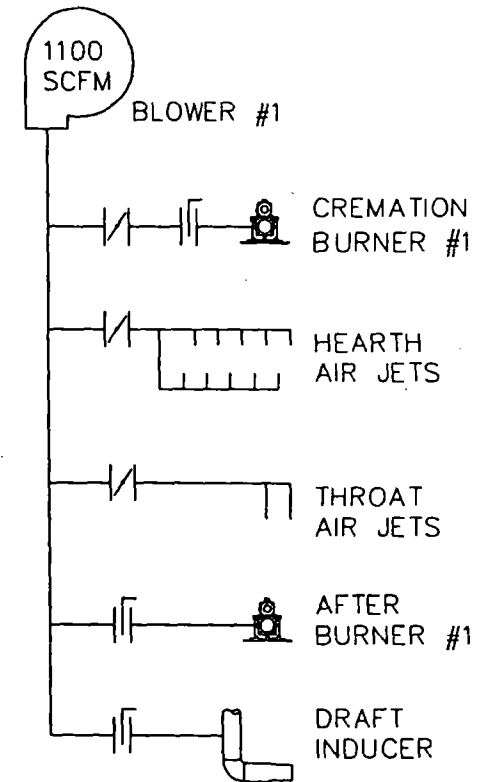 1100
SCFM
BLOWER #1
CREMATION
BURNER #1
HEARTH
AIR JETS
THROAT
AIR JETS
AFTER
BURNER #1
DRAFT
INDUCER